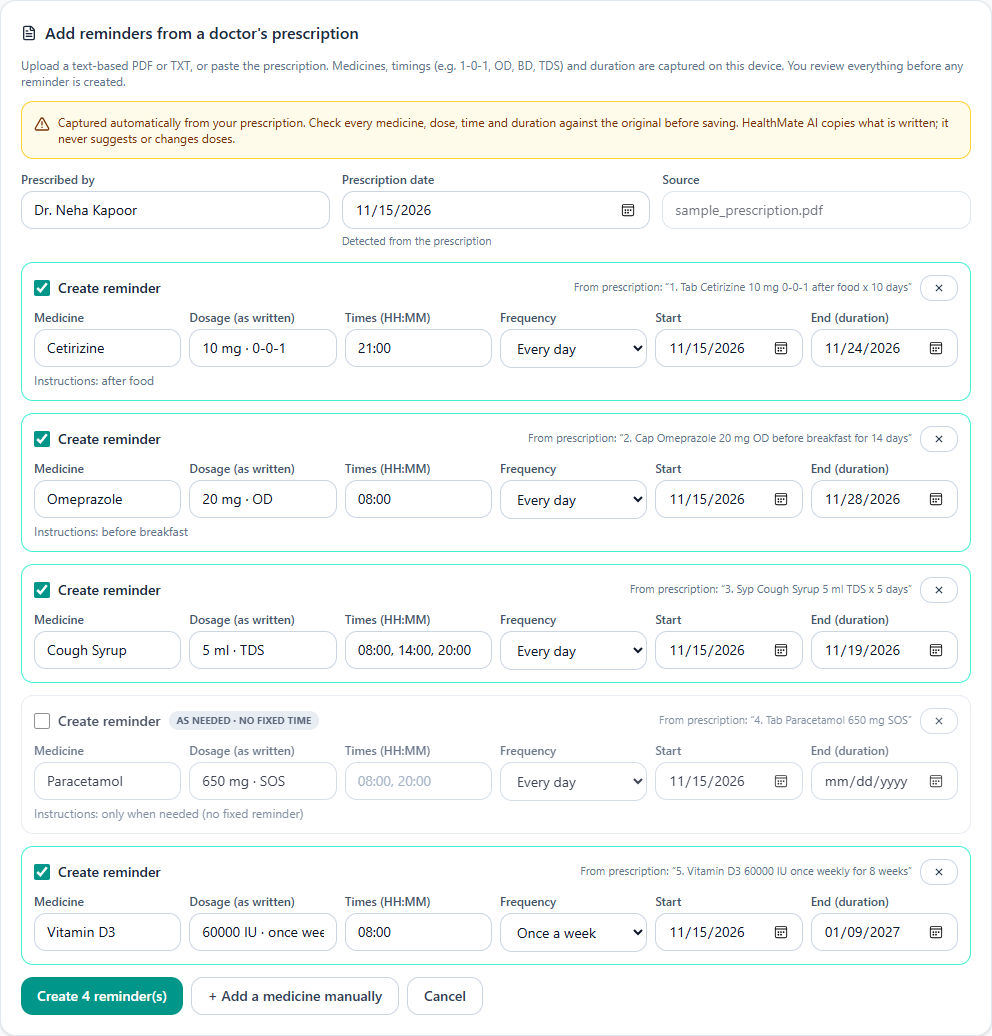 Add reminders from a doctor's prescription
Upload a text-based PDF or TXT, or paste the prescription. Medicines, timings (e.g. 1-0-1, OD, BD, TDS) and duration are captured on this device. You review everything before any
reminder is created.
Captured automatically from your prescription. Check every medicine, dose, time and duration against the original before saving. HealthMate AI copies what is written; it
never suggests or changes doses.
Prescribed by Prescription date Source
Dr. Neha Kapoor 11/15/2026 sample_prescription.pdf
Detected from the prescription
Create reminder From prescription: "1. Tab Cetirizine 10 mg 0-0-1 after food x 10 days" ×
Medicine Dosage (as written) Times (HH:MM) Frequency Start End (duration)
Cetirizine 10 mg · 0-0-1 21:00 Every day 11/15/2026 11/24/2026
Instructions: after food
Create reminder From prescription: "2. Cap Omeprazole 20 mg OD before breakfast for 14 days" ×
Medicine Dosage (as written) Times (HH:MM) Frequency Start End (duration)
Omeprazole 20 mg · OD 08:00 Every day 11/15/2026 11/28/2026
Instructions: before breakfast
Create reminder From prescription: "3. Syp Cough Syrup 5 ml TDS x 5 days" ×
Medicine Dosage (as written) Times (HH:MM) Frequency Start End (duration)
Cough Syrup 5 ml · TDS 08:00, 14:00, 20:00 Every day 11/15/2026 11/19/2026
Create reminder AS NEEDED · NO FIXED TIME From prescription: "4. Tab Paracetamol 650 mg SOS" ×
Medicine Dosage (as written) Times (HH:MM) Frequency Start End (duration)
Paracetamol 650 mg · SOS 08:00, 20:00 Every day 11/15/2026 mm/dd/yyyy
Instructions: only when needed (no fixed reminder)
Create reminder From prescription: "5. Vitamin D3 60000 IU once weekly for 8 weeks" ×
Medicine Dosage (as written) Times (HH:MM) Frequency Start End (duration)
Vitamin D3 60000 IU · once wee 08:00 Once a week 11/15/2026 01/09/2027
Create 4 reminder(s) + Add a medicine manually Cancel